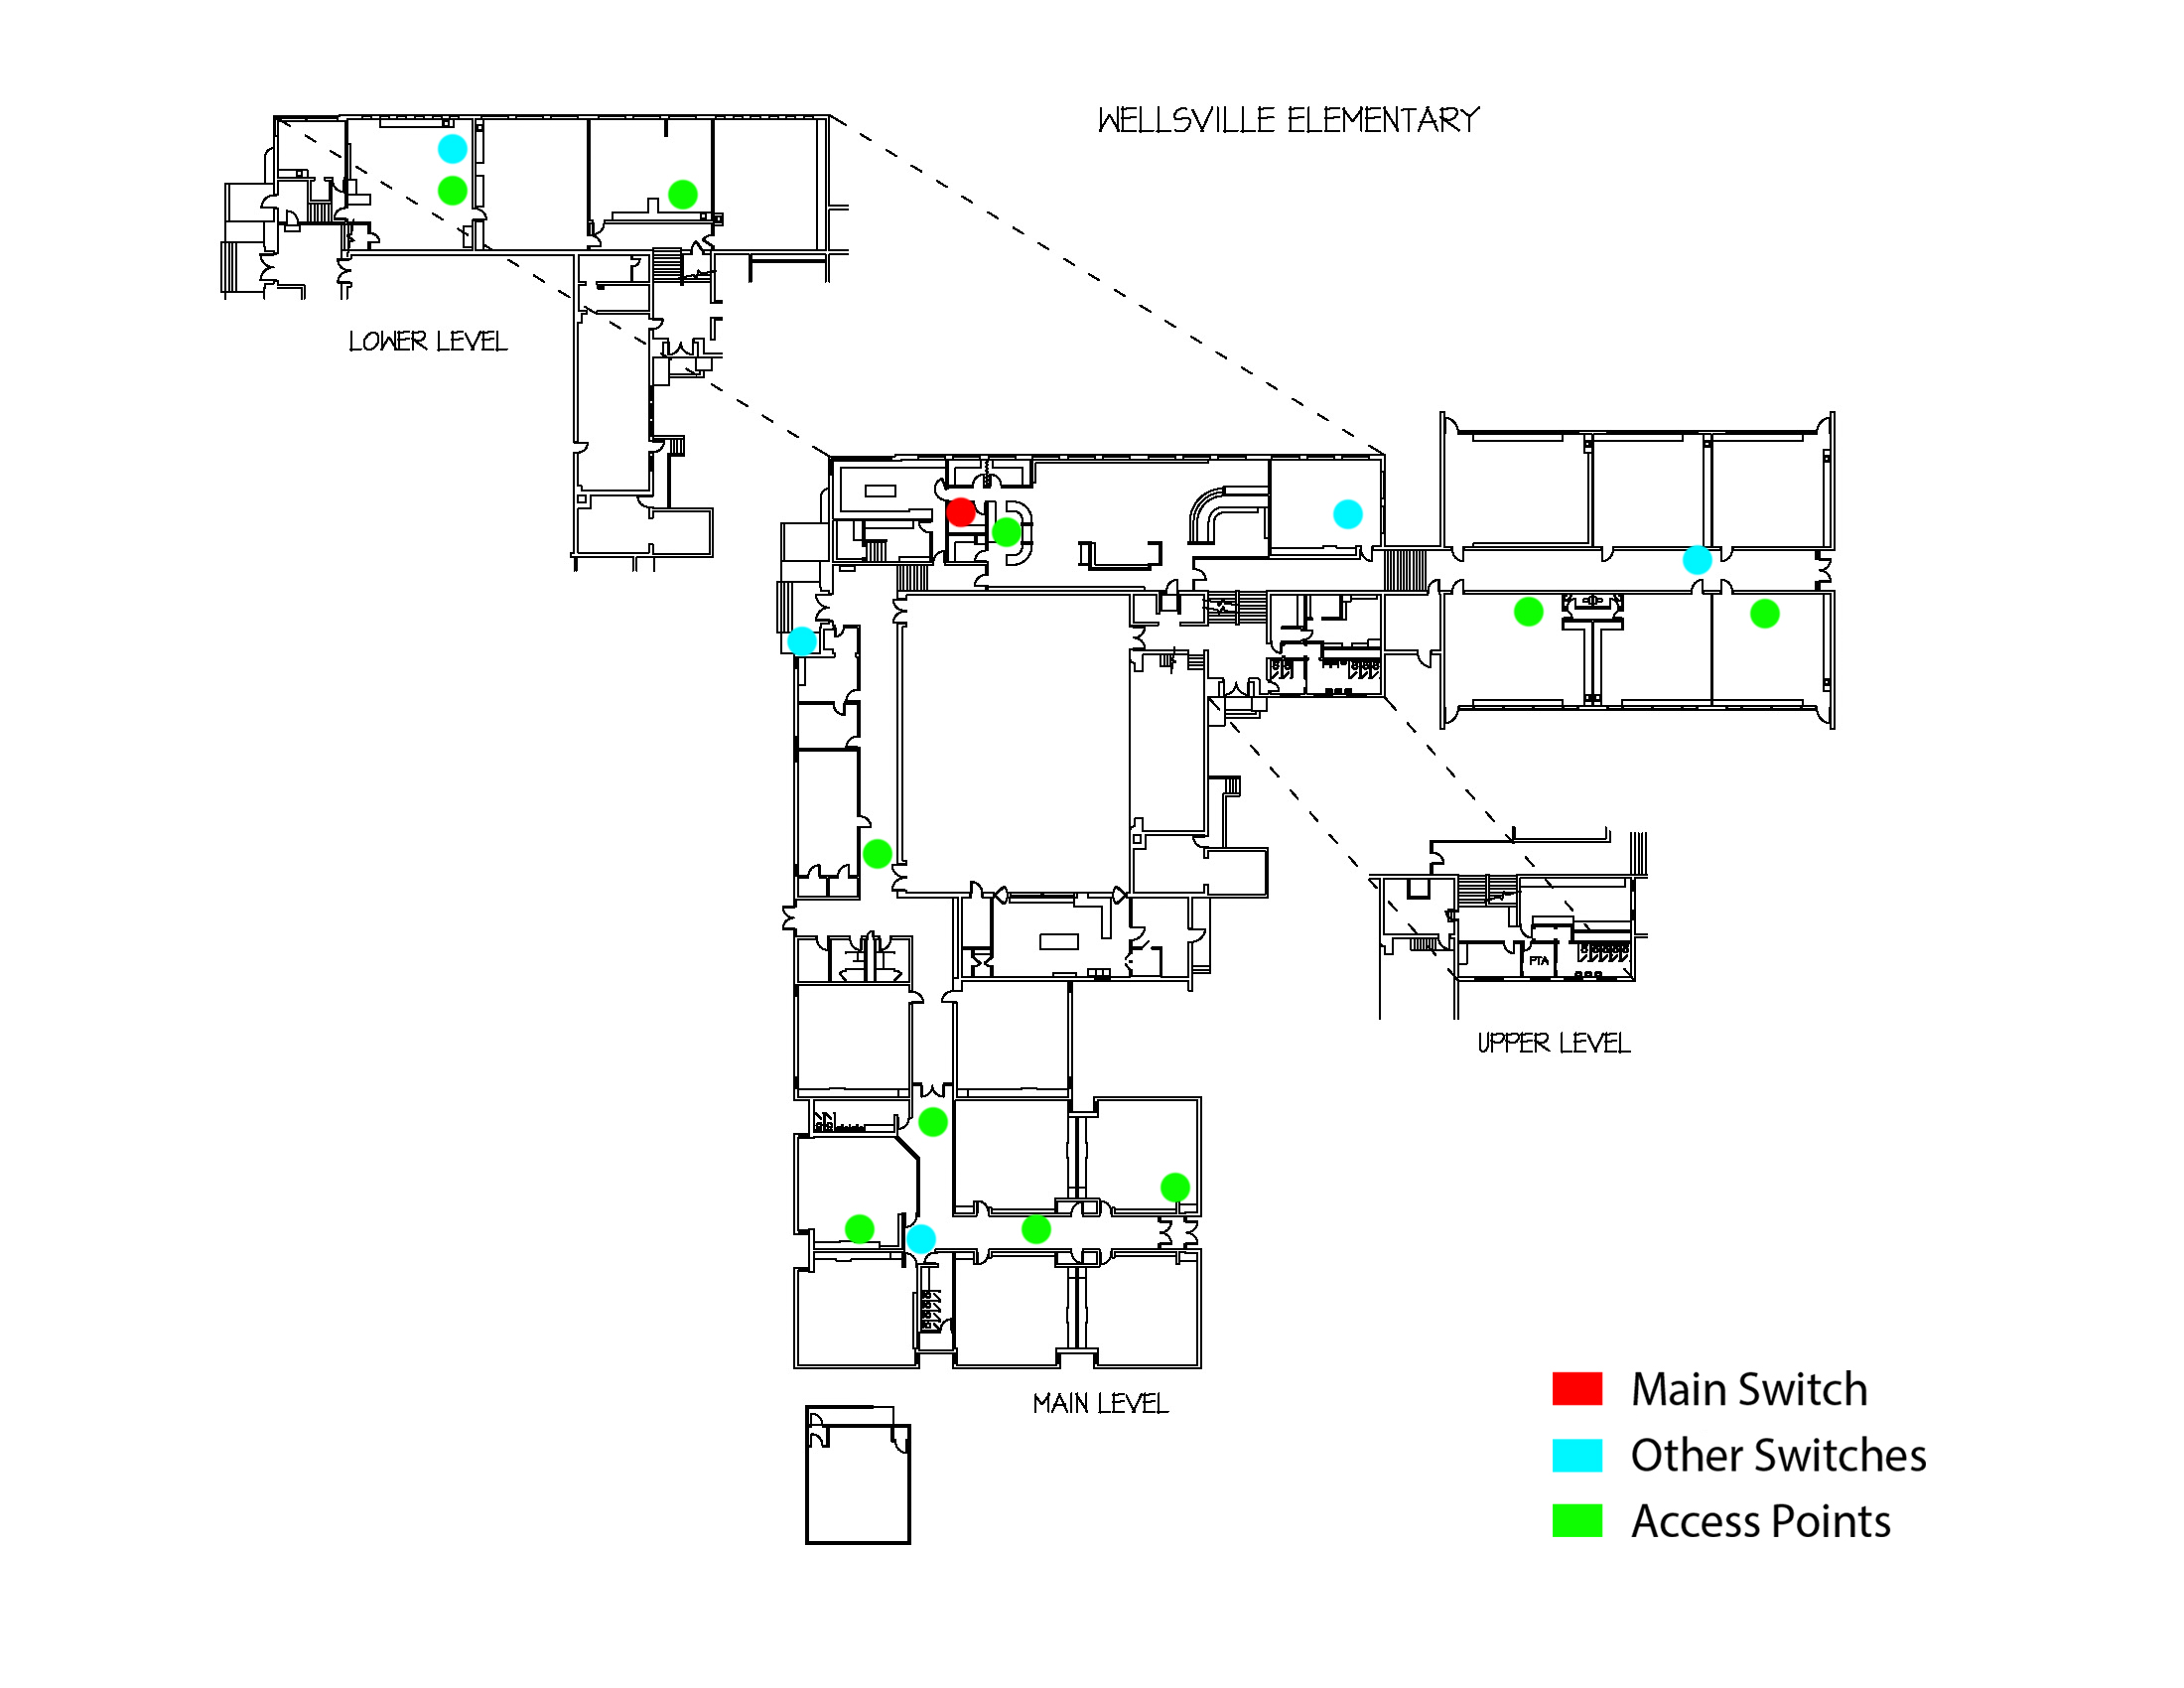 WELLSVILLE ELEMENTARY
LOWER LEVEL
PTA
UPPER LEVEL
MAIN LEVEL
Main Switch
Other Switches
Access Points